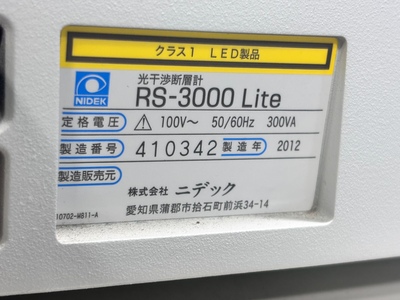 クラス1 LED製品
NIDEK
光干渉断層計
RS-3000 Lite
定格電圧 ⚠ 100V~ 50/60Hz 300VA
製造番号 410342 製造年 2012
製造販売元
株式会社 ニデック
愛知県蒲郡市拾石町前浜34-14
10702-M811-A